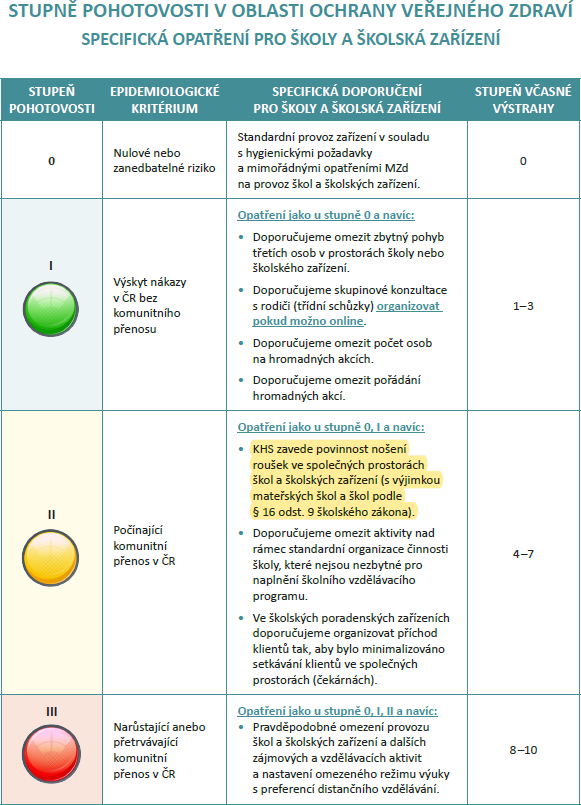 STUPNĚ POHOTOVOSTI V OBLASTI OCHRANY VEŘEJNÉHO ZDRAVÍ
SPECIFICKÁ OPATŘENÍ PRO ŠKOLY A ŠKOLSKÁ ZAŘÍZENÍ
STUPEŇ
POHOTOVOSTI
EPIDEMIOLOGICKÉ
KRITÉRIUM
SPECIFICKÁ DOPORUČENÍ
PRO ŠKOLY A ŠKOLSKÁ ZAŘÍZENÍ
STUPEŇ VČASNÉ
VÝSTRAHY
0
Nulové nebo
zanedbatelné riziko
Standardní provoz zařízení v souladu
s hygienickými požadavky
a mimořádnými opatřeními MZd
na provoz škol a školských zařízení.
0
I
Výskyt nákazy
v ČR bez
komunitního
přenosu
Opatření jako u stupně 0 a navíc:
• Doporučujeme omezit zbytný pohyb
třetích osob v prostorách školy nebo
školského zařízení.
• Doporučujeme skupinové konzultace
s rodiči (třídní schůzky) organizovat
pokud možno online.
• Doporučujeme omezit počet osob
na hromadných akcích.
• Doporučujeme omezit pořádání
hromadných akcí.
1–3
II
Počínající
komunitní
přenos v ČR
Opatření jako u stupně 0, I a navíc:
• KHS zavede povinnost nošení
roušek ve společných prostorách
škol a školských zařízení (s výjimkou
mateřských škol a škol podle
§ 16 odst. 9 školského zákona).
• Doporučujeme omezit aktivity nad
rámec standardní organizace činnosti
školy, které nejsou nezbytné pro
naplnění školního vzdělávacího
programu.
• Ve školských poradenských zařízeních
doporučujeme organizovat příchod
klientů tak, aby bylo minimalizováno
setkávání klientů ve společných
prostorách (čekárnách).
4–7
III
Narůstající anebo
přetrvávající
komunitní
přenos v ČR
Opatření jako u stupně 0, I, II a navíc:
• Pravděpodobné omezení provozu
škol a školských zařízení a dalších
zájmových a vzdělávacích aktivit
a nastavení omezeného režimu výuky
s preferencí distančního vzdělávání.
8–10